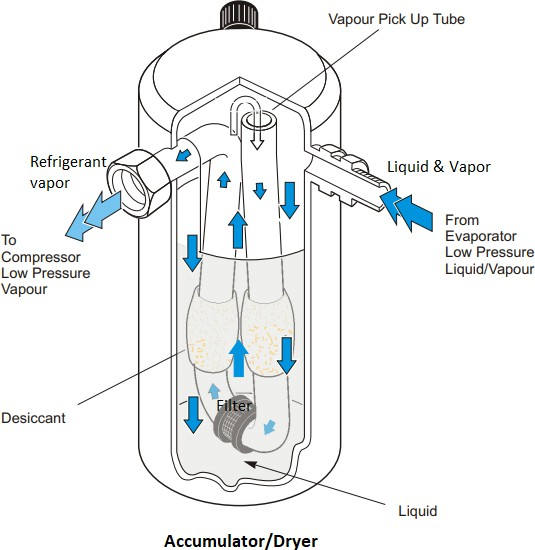 Vapour Pick Up Tube
Refrigerant
vapor
Liquid & Vapor
To
Compressor
Low Pressure
Vapour
From
Evaporator
Low Pressure
Liquid/Vapour
Desiccant
Filter
Liquid
Accumulator/Dryer